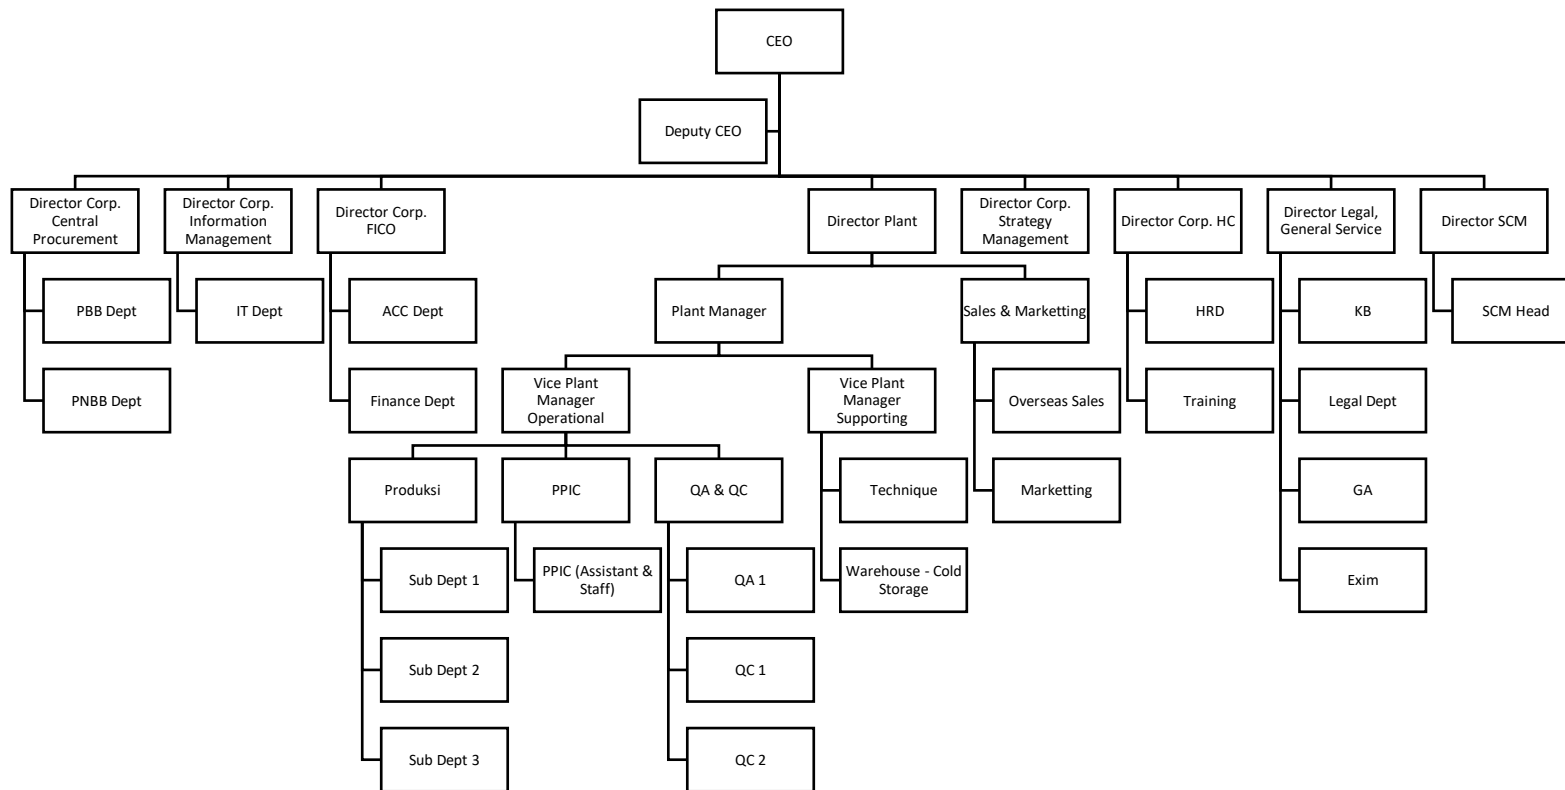 CEO
Deputy CEO
Director Corp.
Central
Procurement
Director Corp.
Information
Management
Director Corp.
FICO
Director Plant
Director Corp.
Strategy
Management
Director Corp. HC
Director Legal,
General Service
Director SCM
PBB Dept
IT Dept
ACC Dept
Plant Manager
Sales & Marketting
HRD
KB
SCM Head
PNBB Dept
Finance Dept
Vice Plant
Manager
Operational
Vice Plant
Manager
Supporting
Overseas Sales
Training
Legal Dept
Produksi
PPIC
QA & QC
Technique
Marketting
GA
Sub Dept 1
PPIC (Assistant &
Staff)
QA 1
Warehouse - Cold
Storage
Exim
Sub Dept 2
QC 1
Sub Dept 3
QC 2